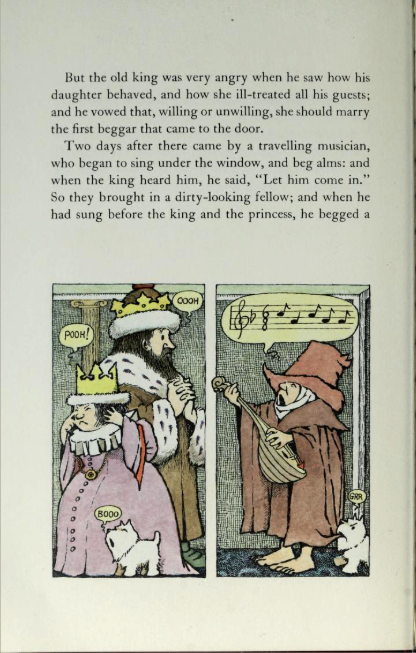 But the old king was very angry when he saw how his
daughter behaved, and how she ill-treated all his guests;
and he vowed that, willing or unwilling, she should marry
the first beggar that came to the door.
Two days after there came by a travelling musician,
who began to sing under the window, and beg alms: and
when the king heard him, he said, “Let him come in.”
So they brought in a dirty-looking fellow; and when he
had sung before the king and the princess, he begged a
OOOH
POOH!
BOOO
GRR